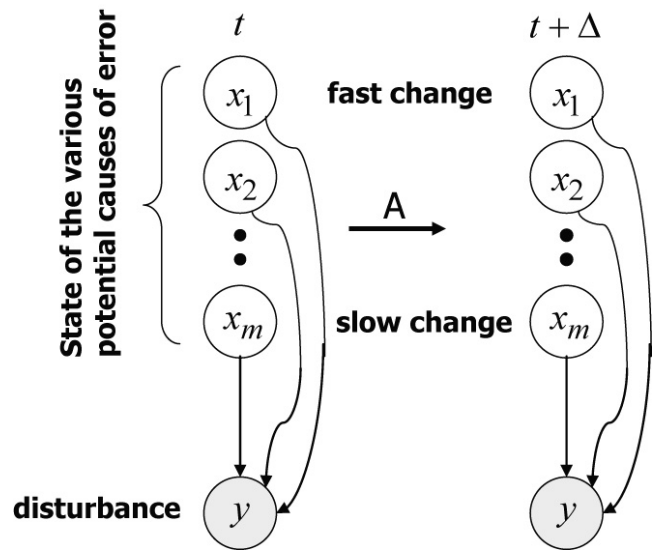 t
t + Δ
State of the various
potential causes of error
x1
fast change
x1
x2
x2
A
xm
slow change
xm
disturbance
y
y